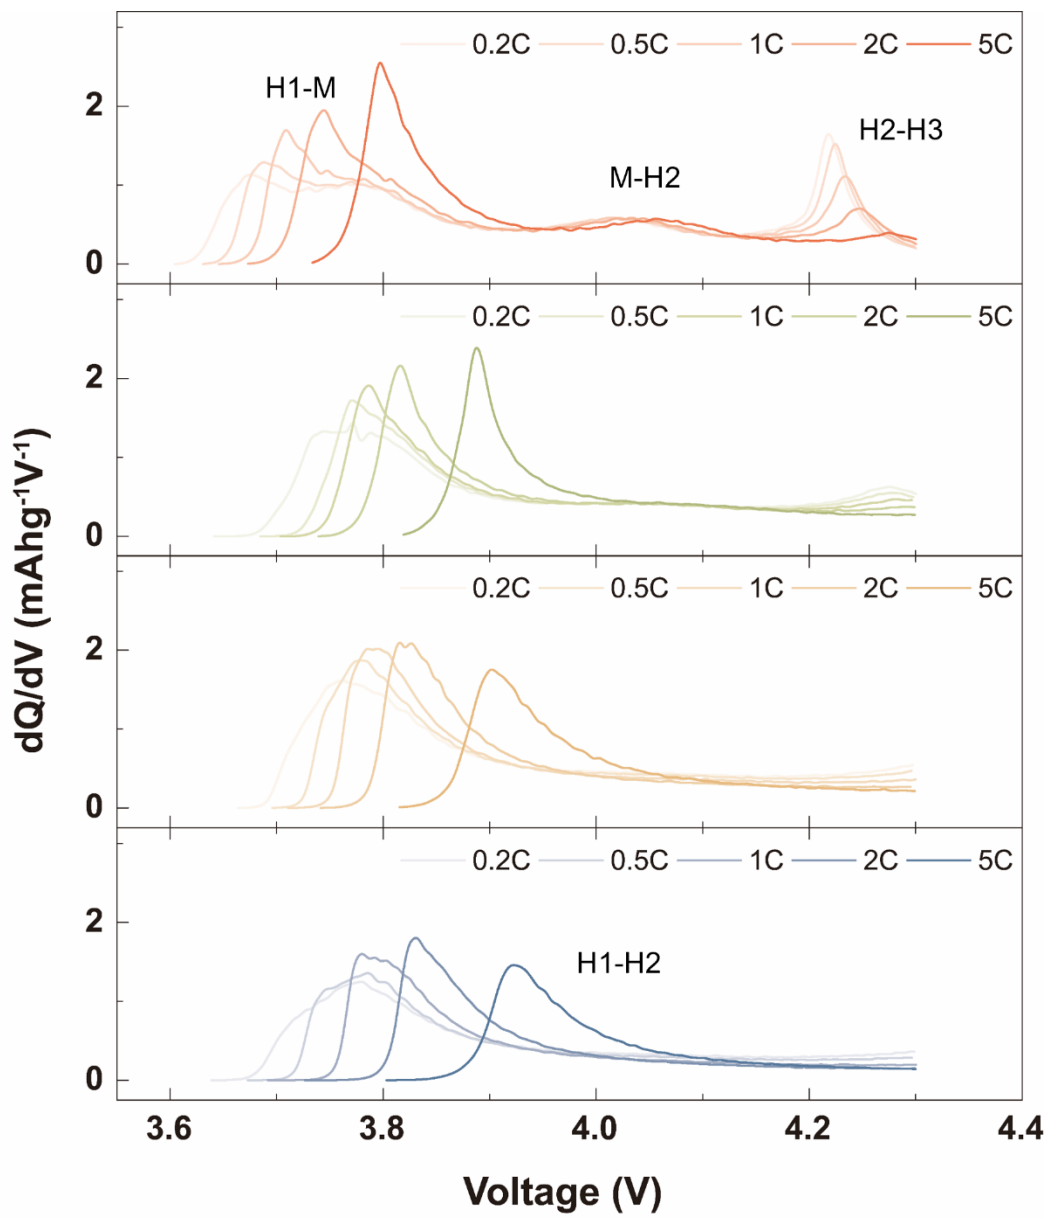 0.2C 0.5C 1C 2C 5C
H1-M
M-H2
H2-H3
2
0
0.2C 0.5C 1C 2C 5C
2
0
0.2C 0.5C 1C 2C 5C
2
0
0.2C 0.5C 1C 2C 5C
H1-H2
2
0
3.6 3.8 4.0 4.2 4.4
Voltage (V)
dQ/dV (mAhg⁻¹V⁻¹)